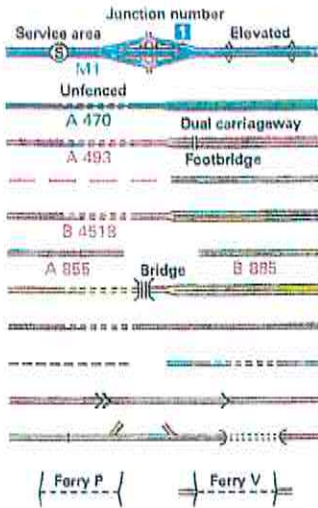 Junction number
Service area 1 Elevated
S
M1
Unfenced
A 470 Dual carriageway
A 493 Footbridge
B 4518
A 855 Bridge B 885
Ferry P Ferry V